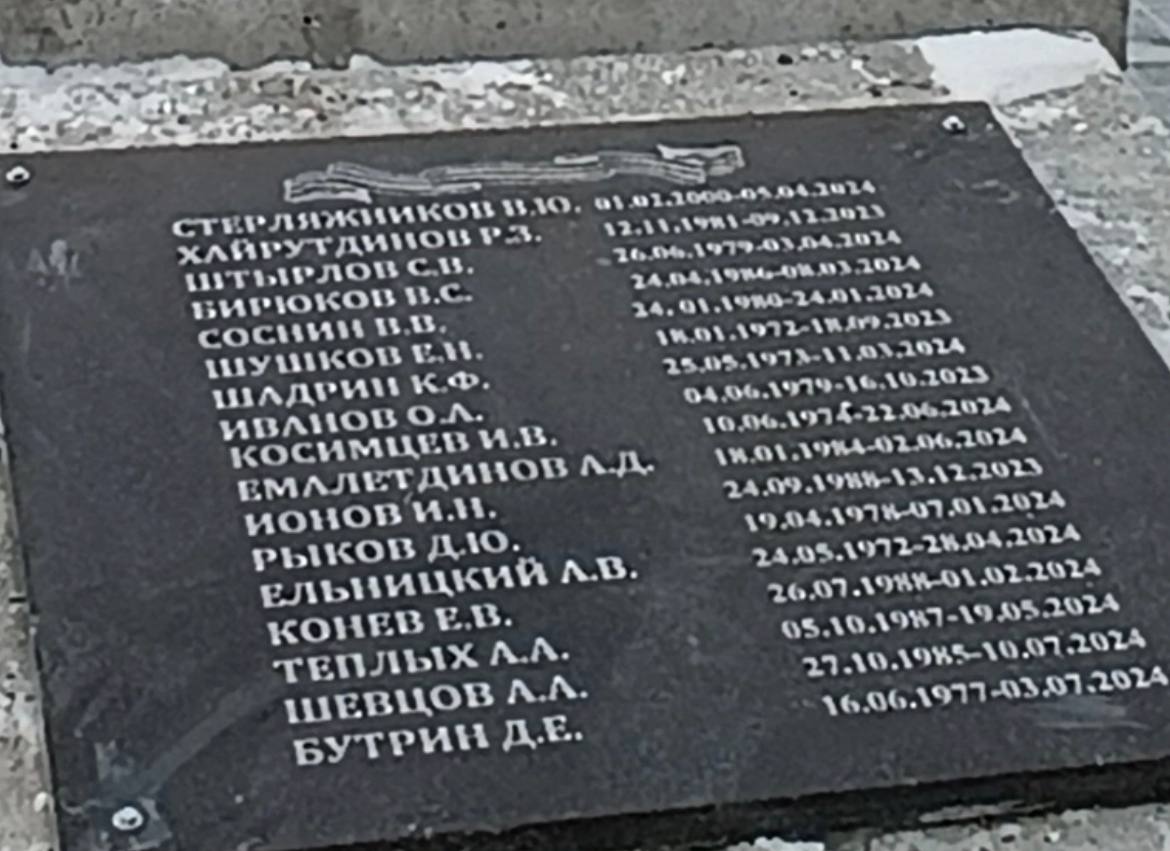 СТЕРЛЯЖНИКОВ В.Ю. 01.02.2000-05.04.2024
ХАЙРУТДИНОВ Р.З. 12.11.1981-09.12.2023
ШТЫРЛОВ С.В. 26.06.1979-03.04.2024
БИРЮКОВ В.С. 24.04.1986-08.03.2024
СОСНИН В.В. 24.01.1980-24.01.2024
ШУШКОВ Е.Н. 18.01.1972-18.09.2023
ШАДРИН К.Ф. 25.05.1973-11.03.2024
ИВАНОВ О.А. 04.06.1979-16.10.2023
КОСИМЦЕВ И.В. 10.06.1974-22.06.2024
ЕМАЛЕТДИНОВ А.Д. 18.01.1984-02.06.2024
ИОНОВ И.Н. 24.09.1988-13.12.2023
РЫКОВ Д.Ю. 19.04.1978-07.01.2024
ЕЛЬНИЦКИЙ А.В. 24.05.1972-28.04.2024
КОНЕВ Е.В. 26.07.1988-01.02.2024
ТЕПЛЫХ А.А. 05.10.1987-19.05.2024
ШЕВЦОВ А.А. 27.10.1985-10.07.2024
БУТРИН Д.Е. 16.06.1977-03.07.2024